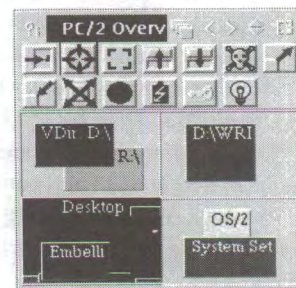 PC/2 Overv
VDir D:\
R:\
D:\WRI
Desktop
Embelli
OS/2
System Set